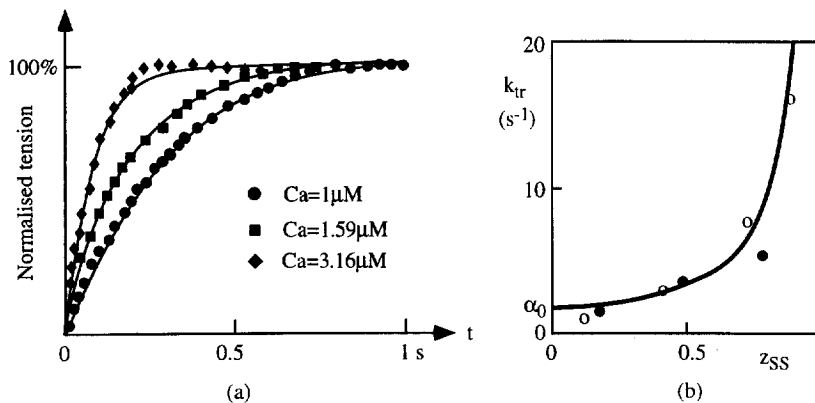 100%
Normalised tension
Ca=1μM
Ca=1.59μM
Ca=3.16μM
0
0.5
1 s
t
(a)
20
k_tr
(s⁻¹)
10
α₀
0
0
0.5
z_SS
(b)